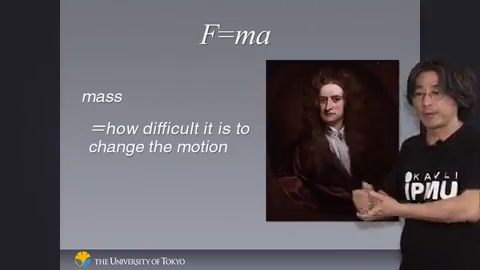 F=ma
mass
=how difficult it is to
change the motion
KAVLI
IPMU
THE UNIVERSITY OF TOKYO